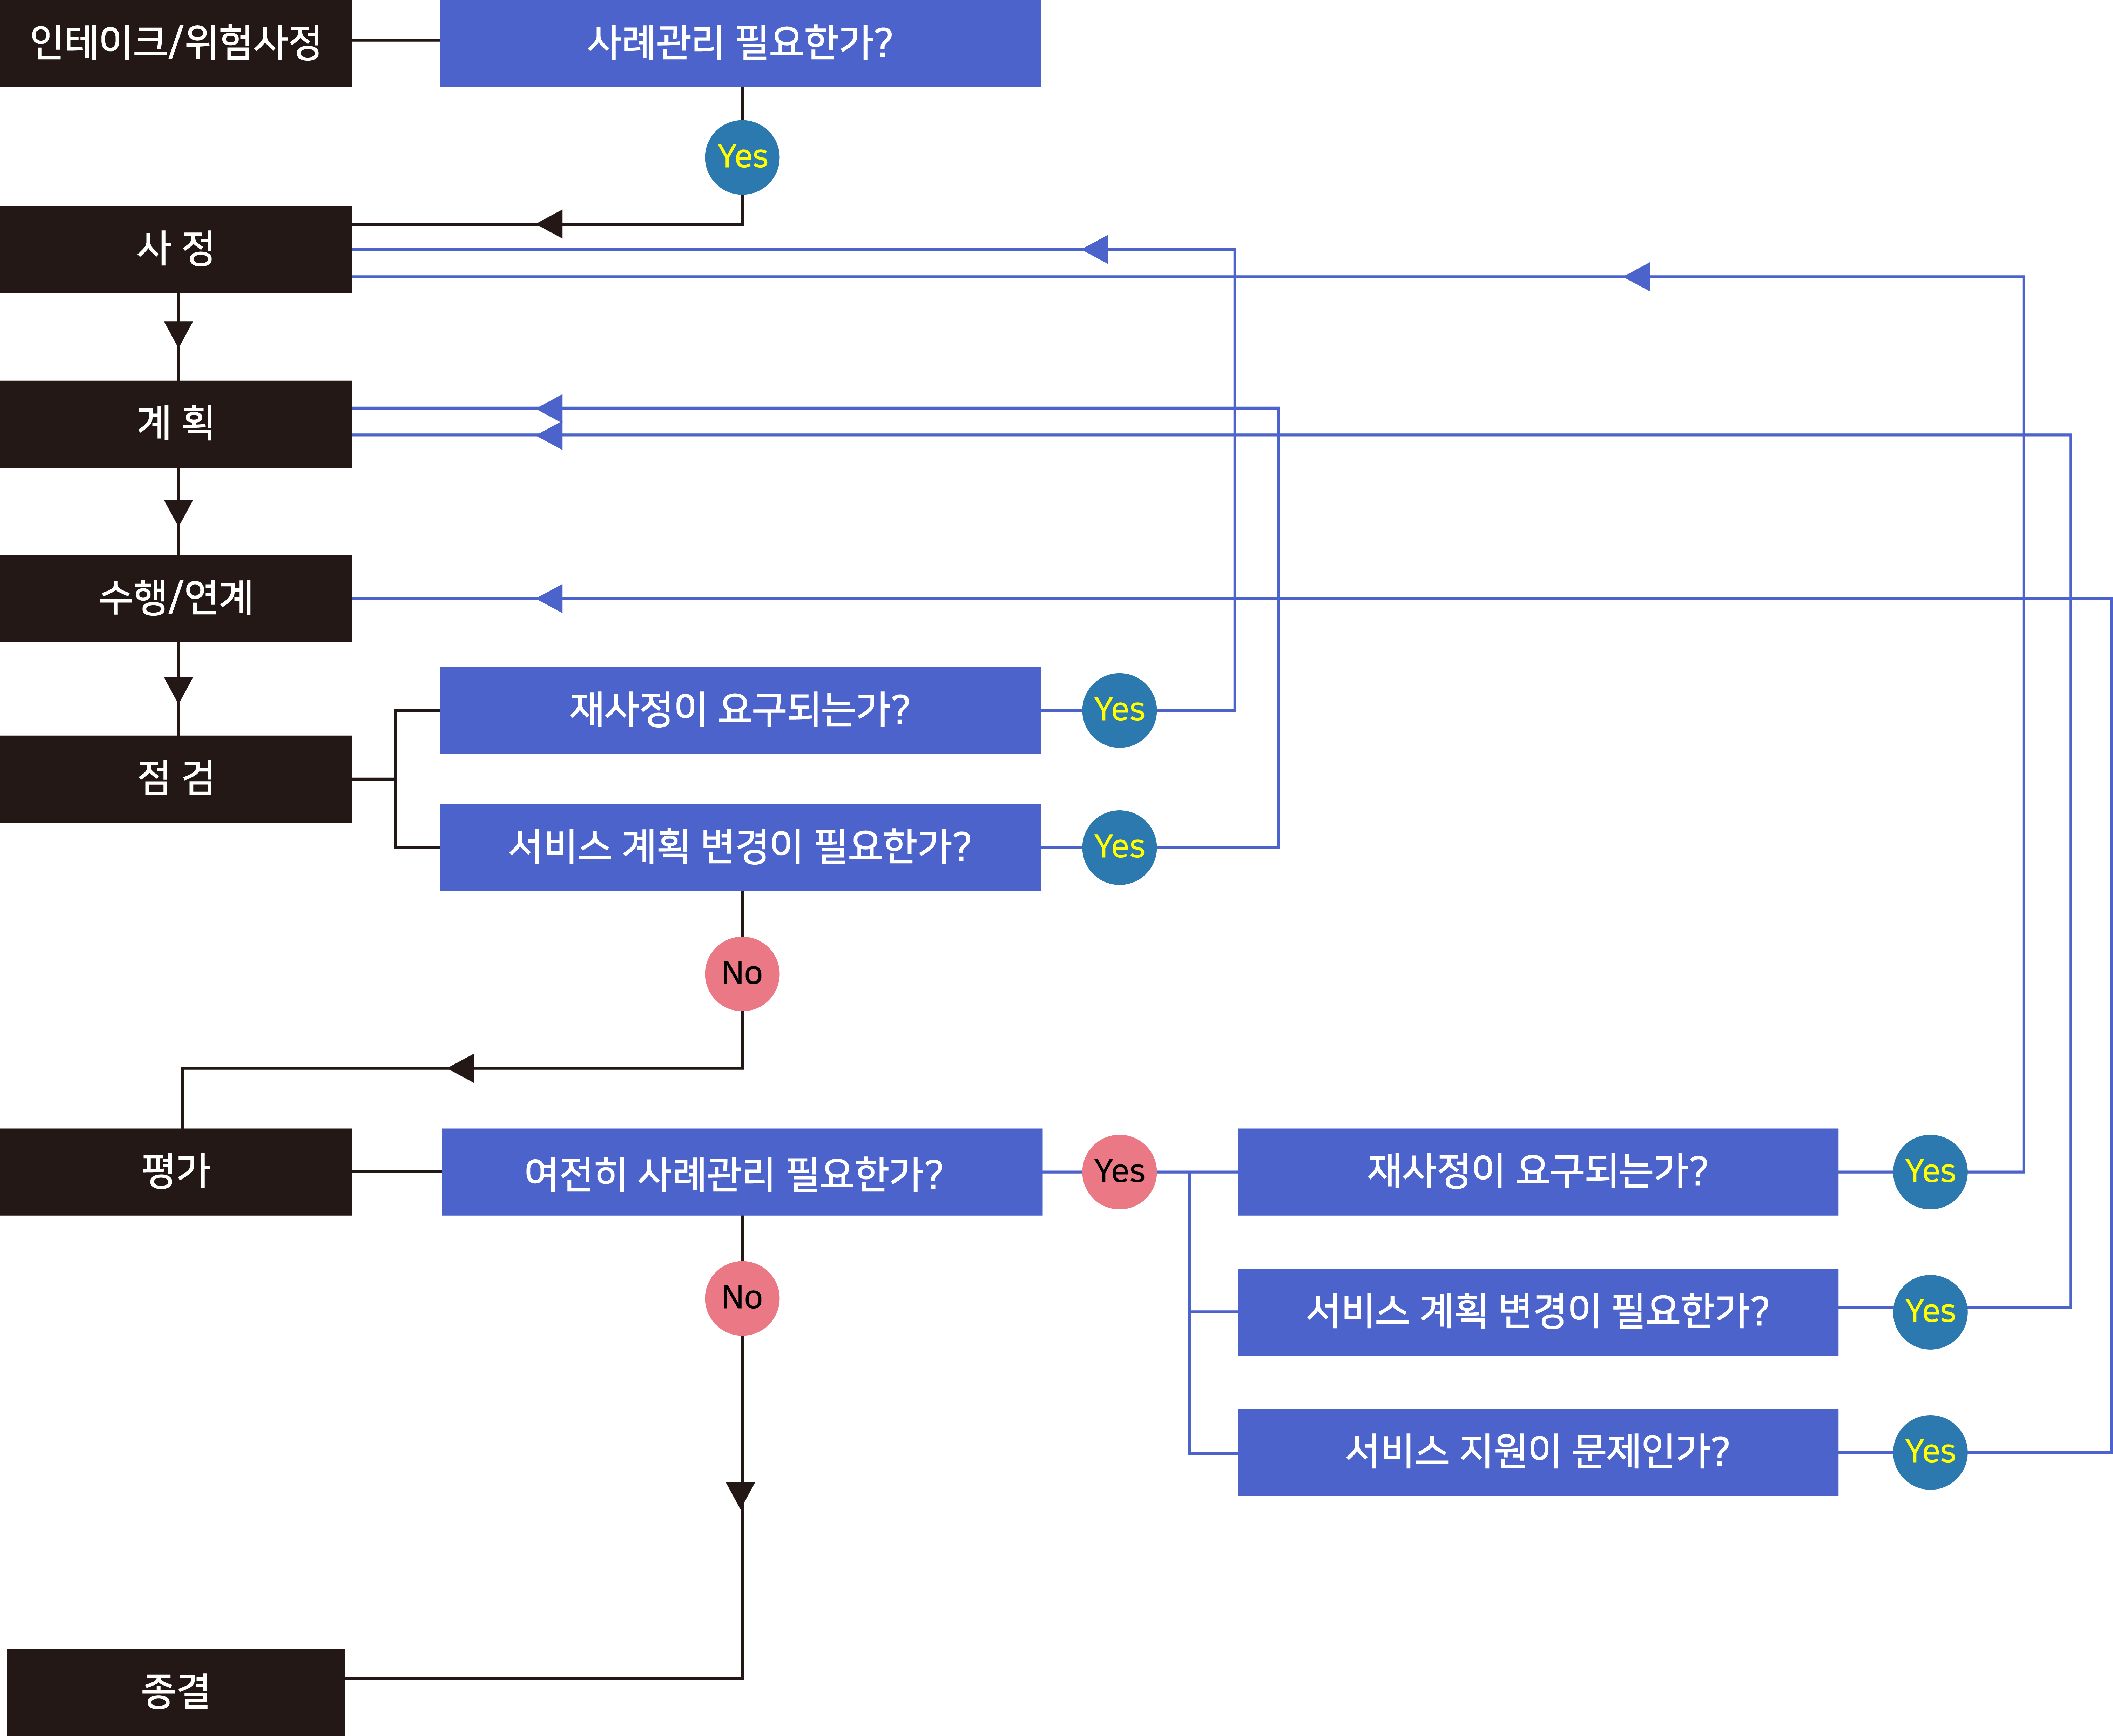 인테이크/위험사정
사례관리 필요한가?
Yes
사 정
계 획
수행/연계
재사정이 요구되는가?
Yes
점 검
서비스 계획 변경이 필요한가?
Yes
No
평가
여전히 사례관리 필요한가?
Yes
재사정이 요구되는가?
Yes
No
서비스 계획 변경이 필요한가?
Yes
서비스 지원이 문제인가?
Yes
종결